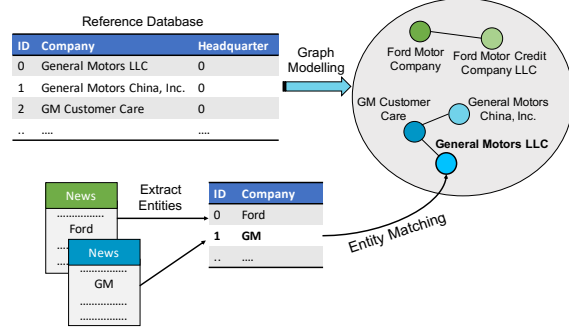 Reference Database
ID Company Headquarter
0 General Motors LLC 0
1 General Motors China, Inc. 0
2 GM Customer Care 0
.. .... ....
Graph
Modelling
Ford Motor
Company
Ford Motor Credit
Company LLC
GM Customer
Care
General Motors
China, Inc.
General Motors LLC
News
................
Ford
....
....
News
..................
GM
..................
..................
Extract
Entities
ID Company
0 Ford
1 GM
.. ....
Entity Matching